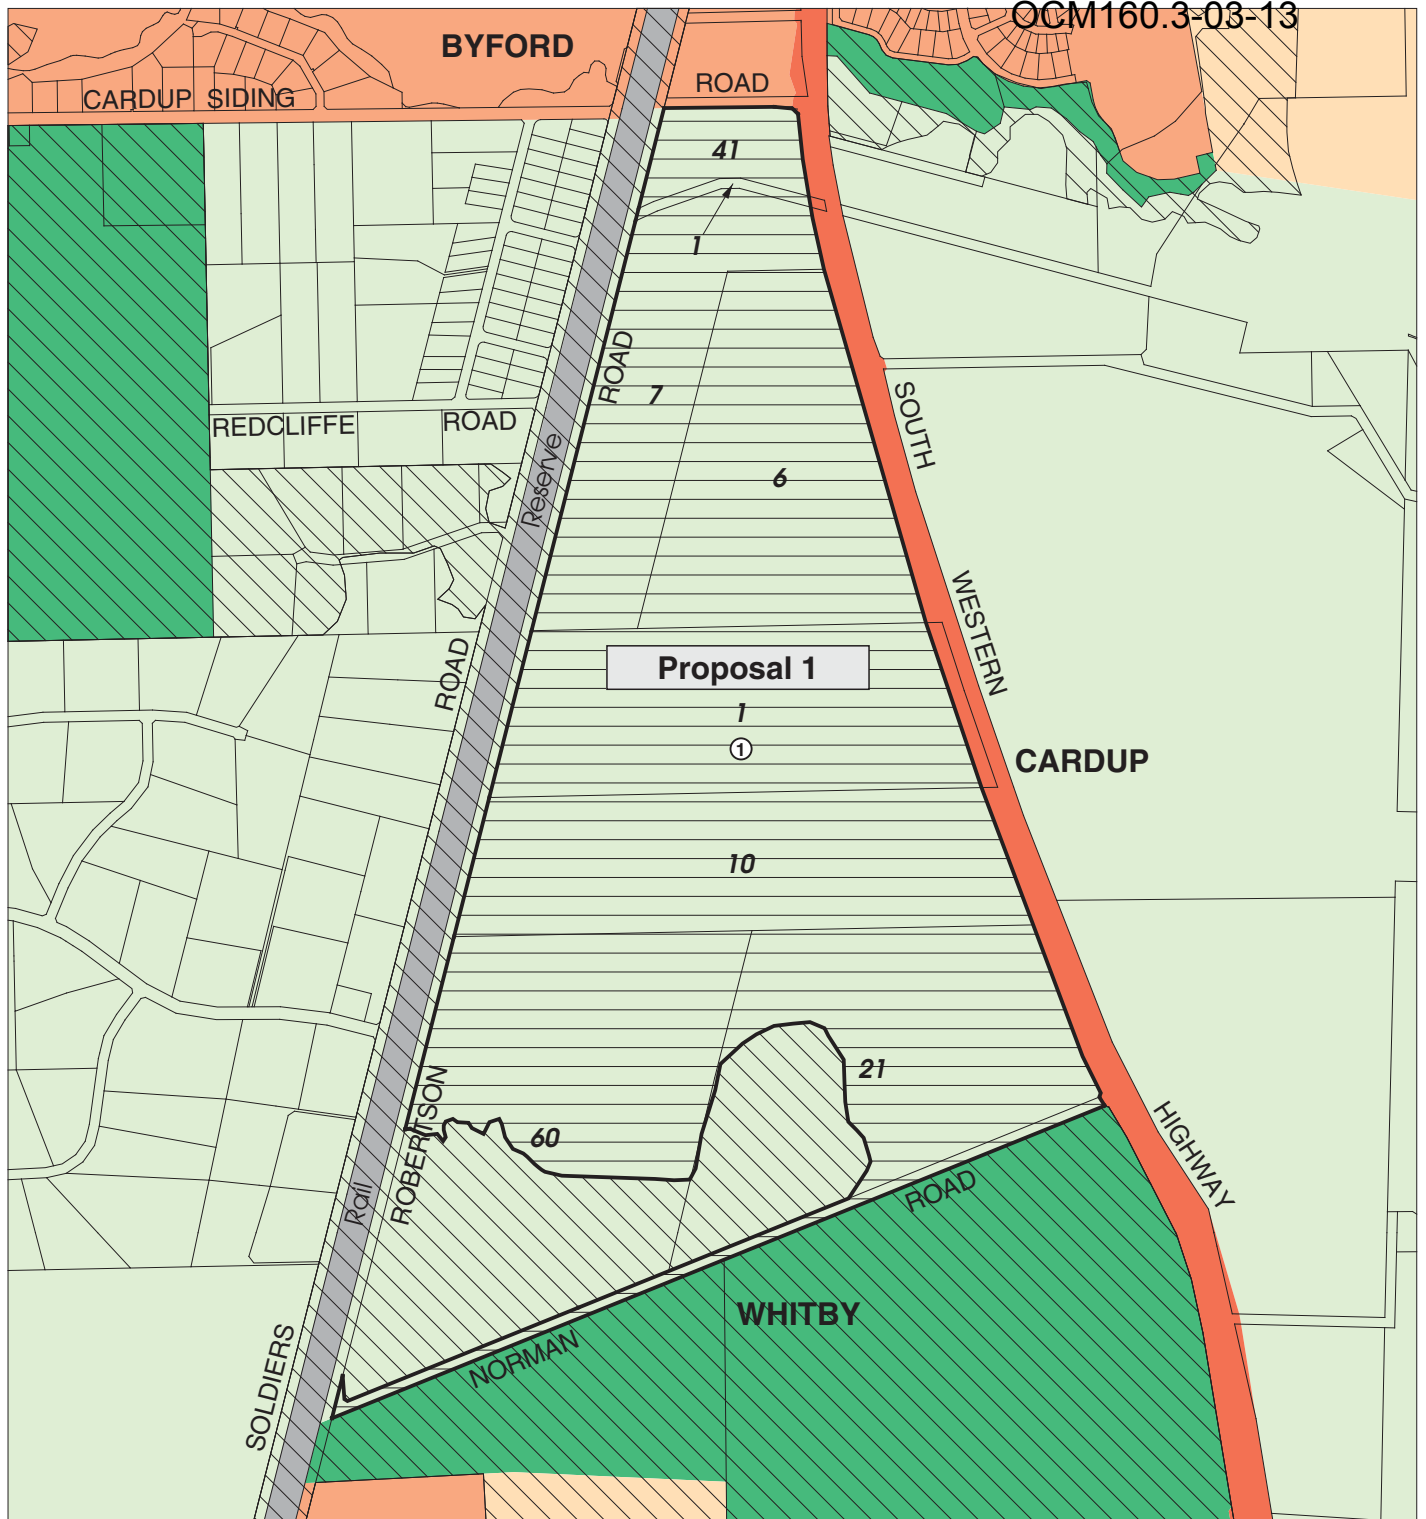 OCM160.3-03-13
BYFORD
ROAD
CARDUP SIDING
41
1
ROAD
7
REDCLIFFE ROAD
SOUTH
6
Reserve
WESTERN
ROAD
Proposal 1
1
1
CARDUP
10
21
ROBERTSON
60
HIGHWAY
Rail
ROAD
WHITBY
NORMAN
SOLDIERS